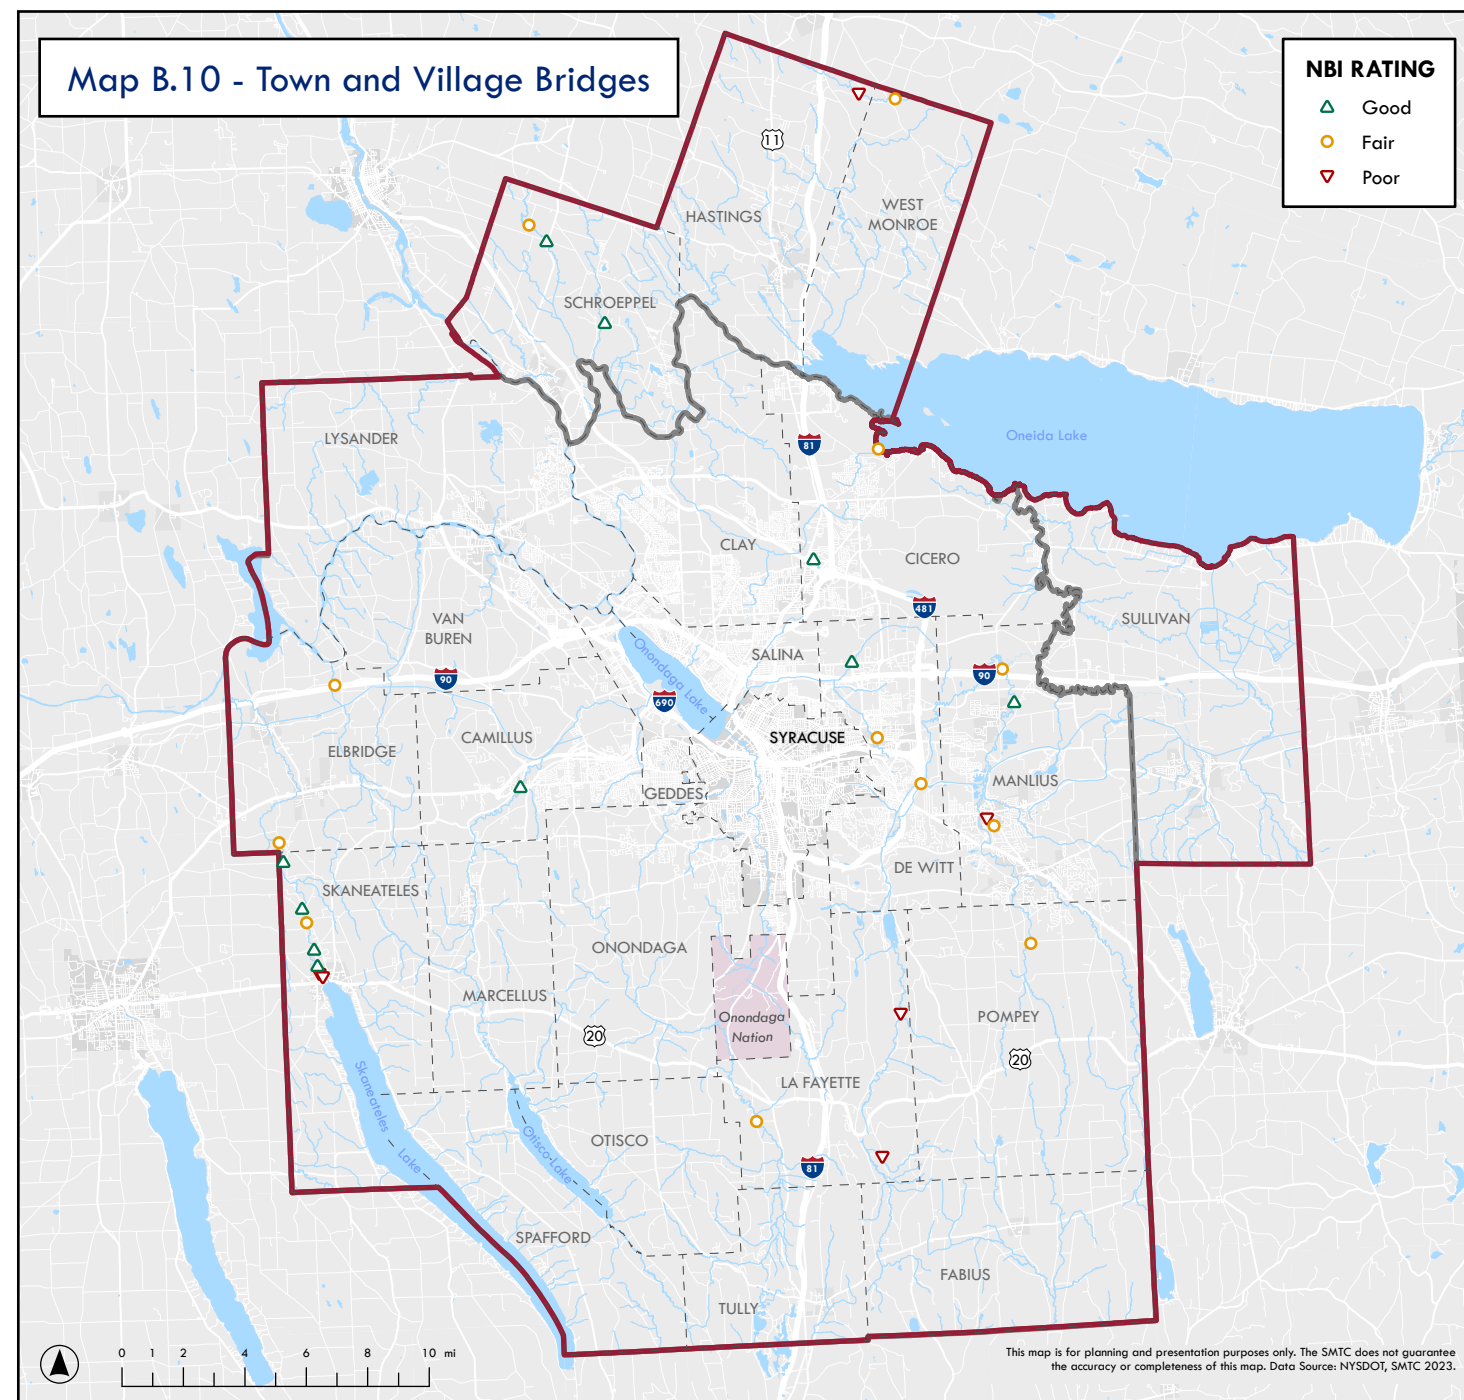 Map B.10 - Town and Village Bridges
NBI RATING
Good
Fair
Poor
11
HASTINGS
WEST
MONROE
SCHROEPPEL
LYSANDER
81
Oneida Lake
CLAY
CICERO
481
VAN
BUREN
SULLIVAN
SALINA
Onondaga Lake
90
90
690
ELBRIDGE
CAMILLUS
SYRACUSE
GEDDES
MANLIUS
DE WITT
SKANEATELES
ONONDAGA
MARCELLUS
Onondaga
Nation
POMPEY
20
20
Skaneateles
Lake
LA FAYETTE
Otisco Lake
OTISCO
81
SPAFFORD
FABIUS
TULLY
0 1 2 4 6 8 10 mi
This map is for planning and presentation purposes only. The SMTC does not guarantee
the accuracy or completeness of this map. Data Source: NYSDOT, SMTC 2023.